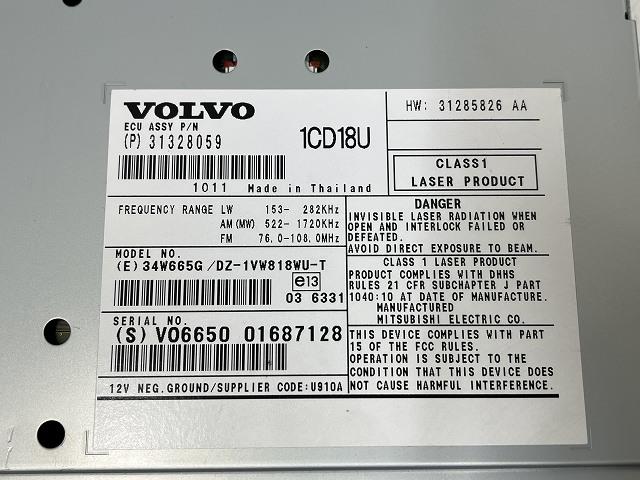 VOLVO
ECU ASSY P/N
(P) 31328059
1CD18U
1011 Made in Thailand
HW: 31285826 AA
CLASS1
LASER PRODUCT
FREQUENCY RANGE LW 153- 282KHz
AM (MW) 522- 1720KHz
FM 76.0-108.0MHz
MODEL NO.
(E) 34W665G/DZ-1VW818WU-T
e13
03 6331
SERIAL NO.
(S) V06650 01687128
12V NEG.GROUND/SUPPLIER CODE:U910A
DANGER
INVISIBLE LASER RADIATION WHEN
OPEN AND INTERLOCK FAILED OR
DEFEATED.
AVOID DIRECT EXPOSURE TO BEAM.
CLASS 1 LASER PRODUCT
PRODUCT COMPLIES WITH DHHS
RULES 21 CFR SUBCHAPTER J PART
1040:10 AT DATE OF MANUFACTURE.
MANUFACTURED
MITSUBISHI ELECTRIC CO.
THIS DEVICE COMPLIES WITH PART
15 OF THE FCC RULES.
OPERATION IS SUBJECT TO THE
CONDITION THAT THIS DEVICE DOES
NOT CAUSE HARMFUL INTERFERENCE.